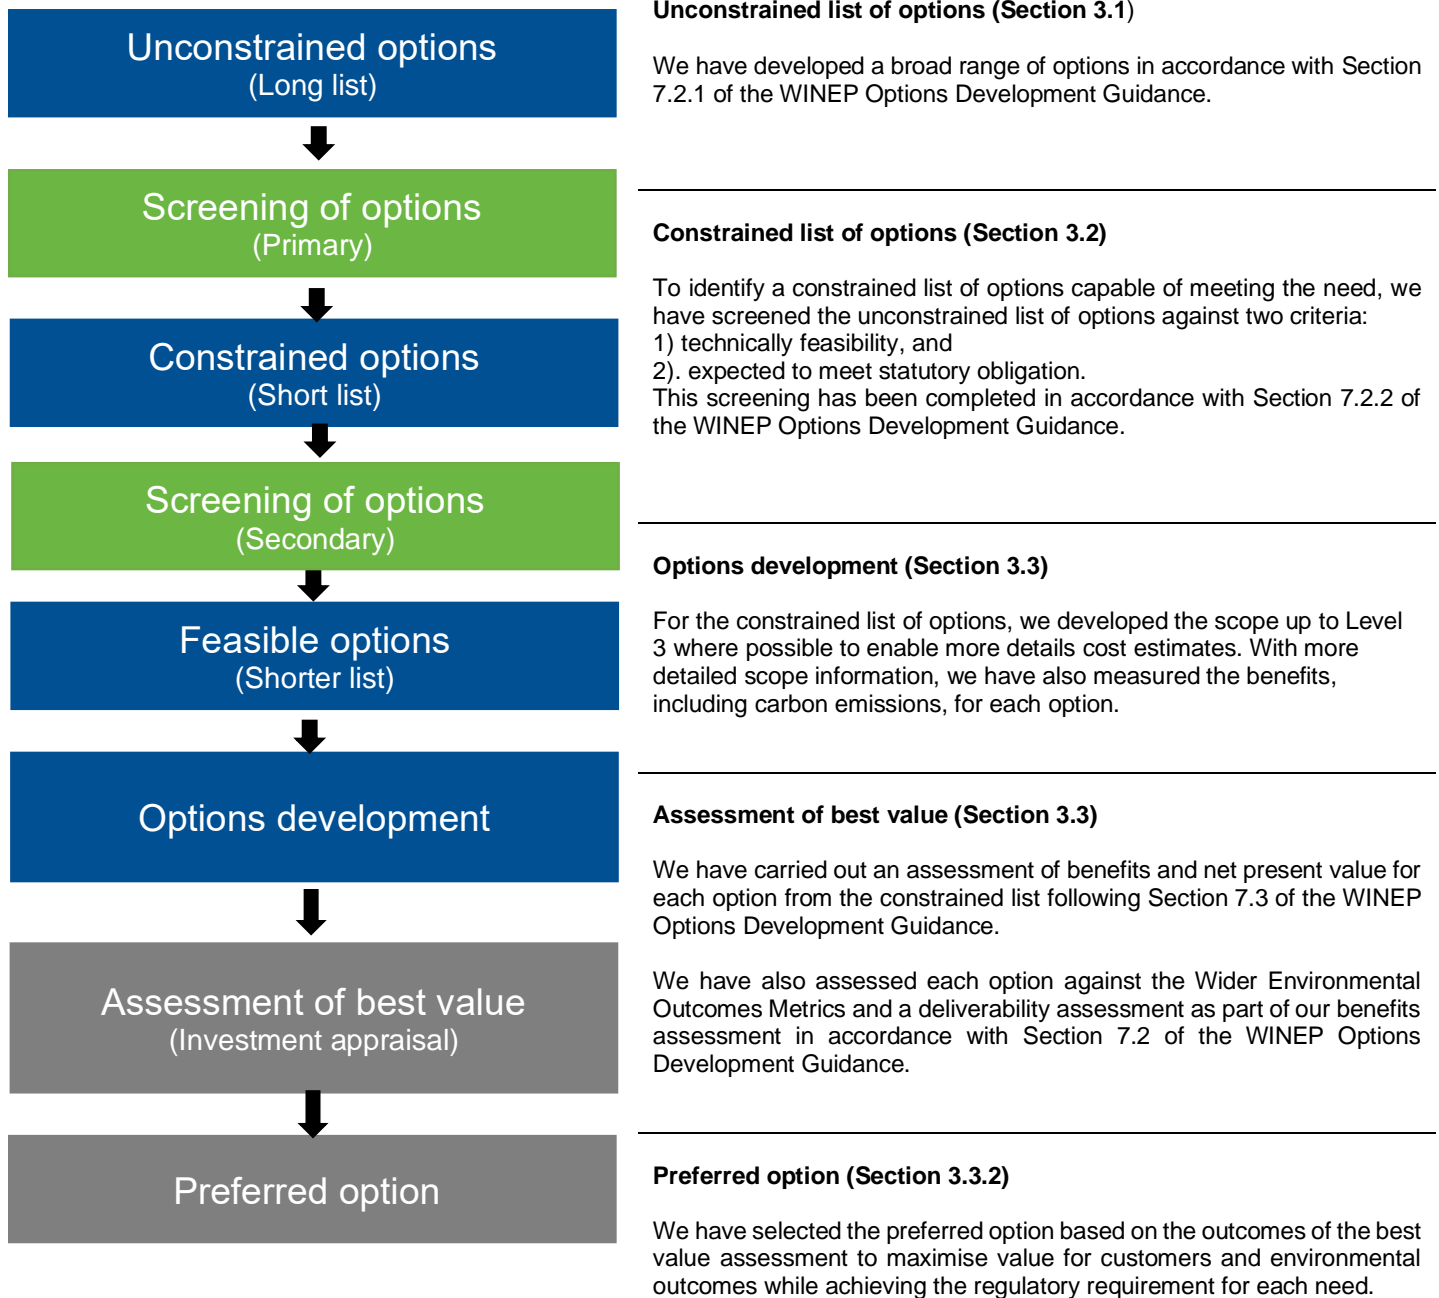 Unconstrained options
(Long list)
Screening of options
(Primary)
Constrained options
(Short list)
Screening of options
(Secondary)
Feasible options
(Shorter list)
Options development
Assessment of best value
(Investment appraisal)
Preferred option
Unconstrained list of options (Section 3.1)
We have developed a broad range of options in accordance with Section
7.2.1 of the WINEP Options Development Guidance.
Constrained list of options (Section 3.2)
To identify a constrained list of options capable of meeting the need, we
have screened the unconstrained list of options against two criteria:
1) technically feasibility, and
2). expected to meet statutory obligation.
This screening has been completed in accordance with Section 7.2.2 of
the WINEP Options Development Guidance.
Options development (Section 3.3)
For the constrained list of options, we developed the scope up to Level
3 where possible to enable more details cost estimates. With more
detailed scope information, we have also measured the benefits,
including carbon emissions, for each option.
Assessment of best value (Section 3.3)
We have carried out an assessment of benefits and net present value for
each option from the constrained list following Section 7.3 of the WINEP
Options Development Guidance.
We have also assessed each option against the Wider Environmental
Outcomes Metrics and a deliverability assessment as part of our benefits
assessment in accordance with Section 7.2 of the WINEP Options
Development Guidance.
Preferred option (Section 3.3.2)
We have selected the preferred option based on the outcomes of the best
value assessment to maximise value for customers and environmental
outcomes while achieving the regulatory requirement for each need.